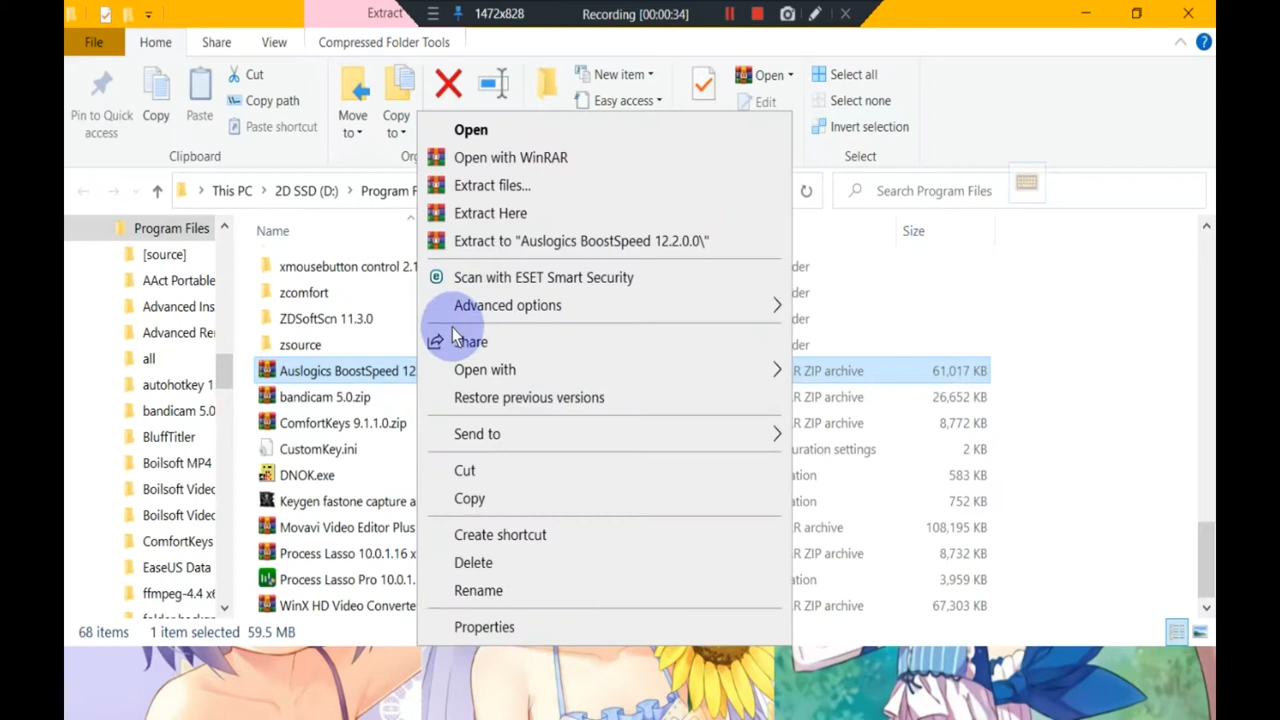 Extract
1472x828
Recording [00:00:34]
File
Home
Share
View
Compressed Folder Tools
Pin to Quick access
Copy
Paste
Cut
Copy path
Paste shortcut
Clipboard
Move to
Copy to
New item
Easy access
Open
Edit
Select all
Select none
Invert selection
Select
This PC
2D SSD (D:)
Search Program Files
Name
Size
Program Files
[source]
AAct Portable
all
autohotkey 1
bandicam 5.0
BluffTitler
Boilsoft MP4
Boilsoft Video
Boilsoft Video
ComfortKeys
EaseUS Data
xmousebutton control 2.1
zcomfort
ZDSoftScn 11.3.0
zsource
Auslogics BoostSpeed 12
61,017 KB
bandicam 5.0.zip
26,652 KB
ComfortKeys 9.1.1.0.zip
8,772 KB
CustomKey.ini
2 KB
DNOK.exe
583 KB
Keygen fastone capture a
752 KB
Movavi Video Editor Plus
108,195 KB
Process Lasso 10.0.1.16 x
8,732 KB
Process Lasso Pro 10.0.1.
3,959 KB
WinX HD Video Converte
67,303 KB
Open
Open with WinRAR
Extract files...
Extract Here
Extract to "Auslogics BoostSpeed 12.2.0.0\"
Scan with ESET Smart Security
Advanced options
Share
Open with
Restore previous versions
Send to
Cut
Copy
Create shortcut
Delete
Rename
Properties
68 items
1 item selected
59.5 MB